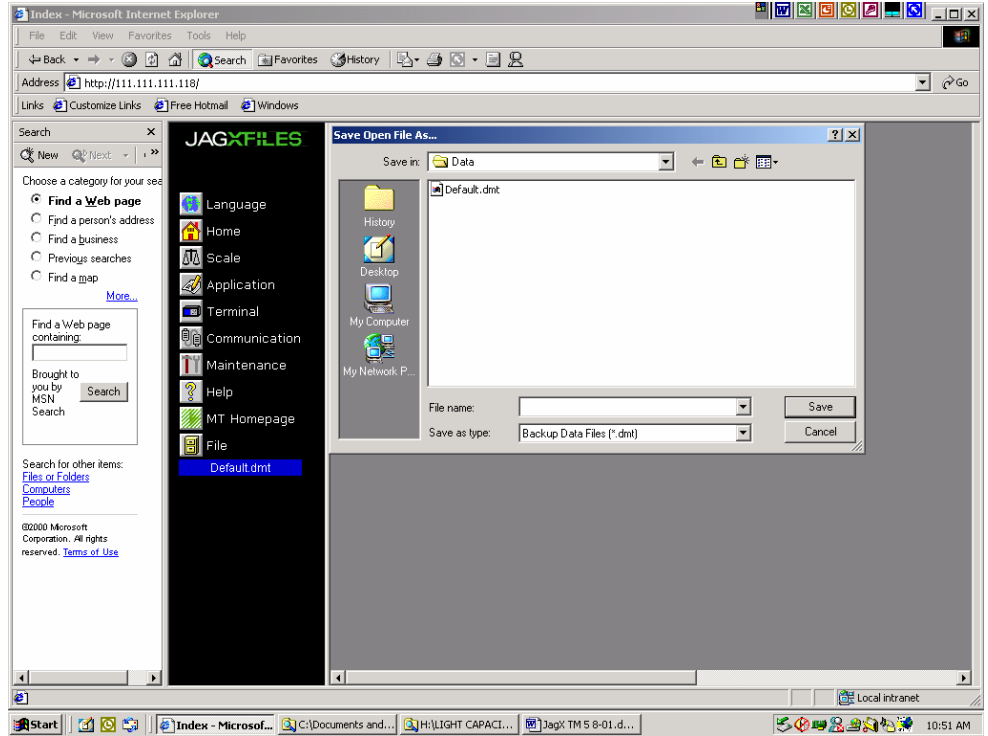 Index - Microsoft Internet Explorer
File Edit View Favorites Tools Help
Back Search Favorites History
Address http://111.111.111.118/ Go
Links Customize Links Free Hotmail Windows
Search
New Next »
Choose a category for your sea
Find a Web page
Find a person's address
Find a business
Previous searches
Find a map
More...
Find a Web page containing:
Brought to
you by
MSN
Search
Search
Search for other items:
Files or Folders
Computers
People
©2000 Microsoft
Corporation. All rights
reserved. Terms of Use
JAGXFILES
Language
Home
Scale
Application
Terminal
Communication
Maintenance
Help
MT Homepage
File
Default.dmt
Save Open File As...
Save in: Data
History
Desktop
My Computer
My Network P...
Default.dmt
File name: Save
Save as type: Backup Data Files (*.dmt) Cancel
Local intranet
Start Index - Microsof... C:\Documents and... H:\LIGHT CAPACI... JagX TM 5 8-01.d... 10:51 AM